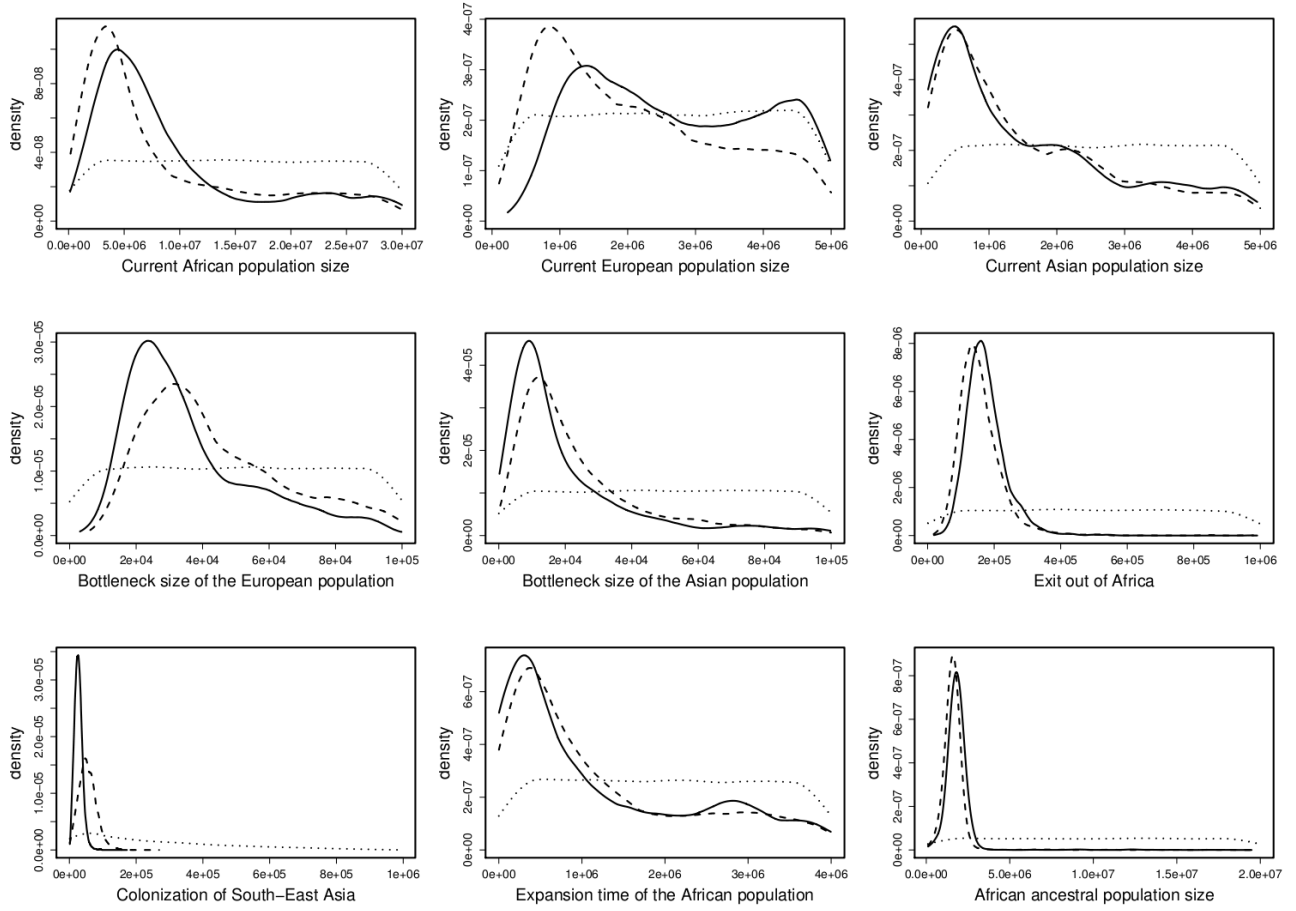 density
0e+00 4e−08 8e−08
0.0e+00 5.0e+06 1.0e+07 1.5e+07 2.0e+07 2.5e+07 3.0e+07
Current African population size
density
0e+00 1e−07 2e−07 3e−07 4e−07
0e+00 1e+06 2e+06 3e+06 4e+06 5e+06
Current European population size
density
0e+00 2e−07 4e−07
0e+00 1e+06 2e+06 3e+06 4e+06 5e+06
Current Asian population size
density
0.0e+00 1.0e−05 2.0e−05 3.0e−05
0e+00 2e+04 4e+04 6e+04 8e+04 1e+05
Bottleneck size of the European population
density
0e+00 2e−05 4e−05
0e+00 2e+04 4e+04 6e+04 8e+04 1e+05
Bottleneck size of the Asian population
density
0e+00 2e−06 4e−06 6e−06 8e−06
0e+00 2e+05 4e+05 6e+05 8e+05 1e+06
Exit out of Africa
density
0.0e+00 1.0e−05 2.0e−05 3.0e−05
0e+00 2e+05 4e+05 6e+05 8e+05 1e+06
Colonization of South−East Asia
density
0e+00 2e−07 4e−07 6e−07
0e+00 1e+06 2e+06 3e+06 4e+06
Expansion time of the African population
density
0e+00 2e−07 4e−07 6e−07 8e−07
0.0e+00 5.0e+06 1.0e+07 1.5e+07 2.0e+07
African ancestral population size